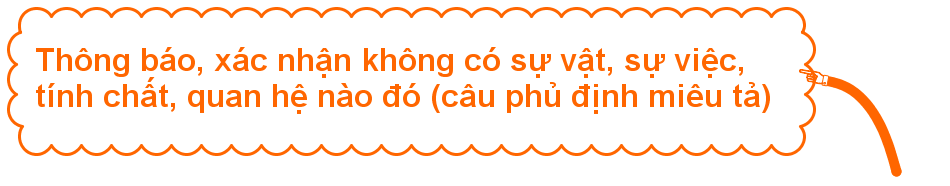 Thông báo, xác nhận không có sự vật, sự việc,
tính chất, quan hệ nào đó (câu phủ định miêu tả)